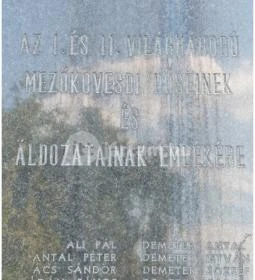 AZ I. ÉS II. VILÁGHÁBORÚ
MEZŐKÖVESDI HŐSEINEK
ÉS
ÁLDOZATAINAK EMLÉKÉRE
ALI PÁL DEMETER ANTAL
ANTAL PÉTER DEMETER ISTVÁN
ÁCS SÁNDOR DEMETER JÓZSEF